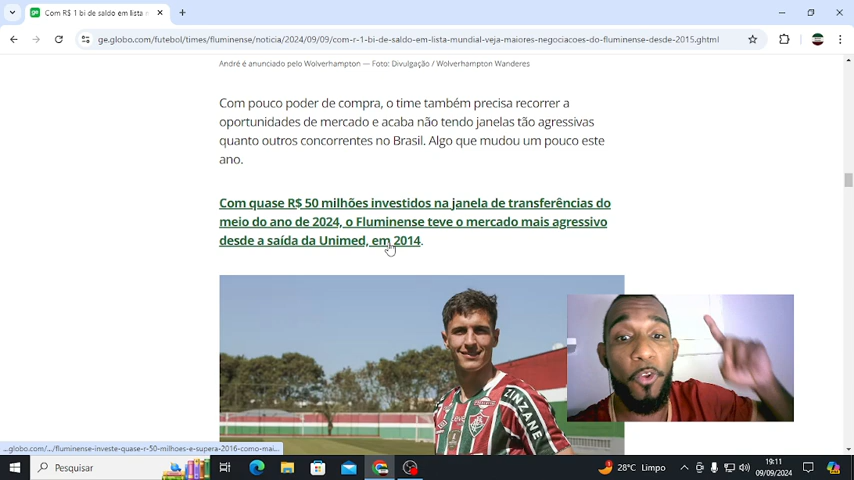 Com R$ 1 bi de saldo em lista
ge.globo.com/futebol/times/fluminense/noticia/2024/09/09/com-r-1-bi-de-saldo-em-lista-mundial-veja-maiores-negociacoes-do-fluminense-desde-2015.ghtml
André é anunciado pelo Wolverhampton — Foto: Divulgação / Wolverhampton Wanderes
Com pouco poder de compra, o time também precisa recorrer a
oportunidades de mercado e acaba não tendo janelas tão agressivas
quanto outros concorrentes no Brasil. Algo que mudou um pouco este
ano.
Com quase R$ 50 milhões investidos na janela de transferências do
meio do ano de 2024, o Fluminense teve o mercado mais agressivo
desde a saída da Unimed, em 2014.
ZINZANE
...globo.com/.../fluminense-investe-quase-r-50-milhoes-e-supera-2016-como-mai...
Pesquisar
28°C Limpo
19:11
09/09/2024